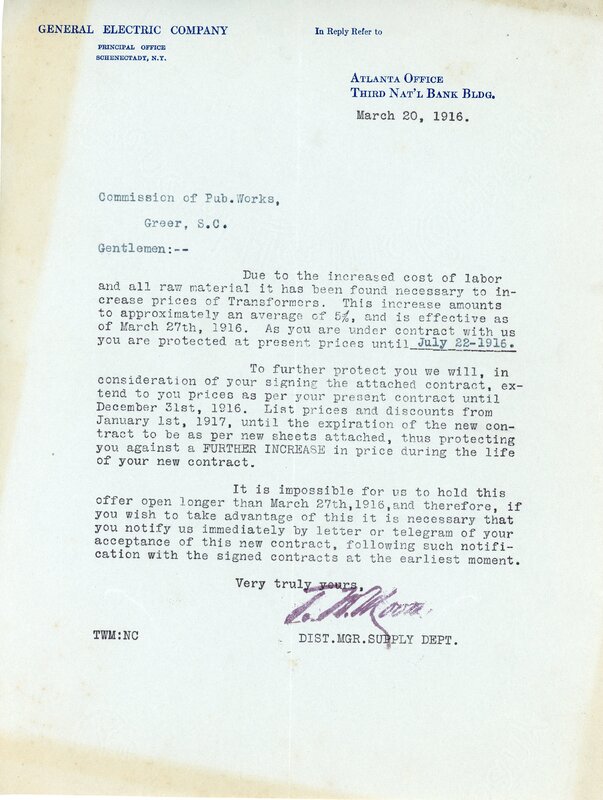 GENERAL ELECTRIC COMPANY
PRINCIPAL OFFICE
SCHENECTADY, N.Y.
In Reply Refer to
ATLANTA OFFICE
THIRD NAT'L BANK BLDG.
March 20, 1916.
Commission of Pub.Works,
Greer, S.C.
Gentlemen:--
Due to the increased cost of labor
and all raw material it has been found necessary to in-
crease prices of Transformers. This increase amounts
to approximately an average of 5%, and is effective as
of March 27th, 1916. As you are under contract with us
you are protected at present prices until July 22-1916.
To further protect you we will, in
consideration of your signing the attached contract, ex-
tend to you prices as per your present contract until
December 31st, 1916. List prices and discounts from
January 1st, 1917, until the expiration of the new con-
tract to be as per new sheets attached, thus protecting
you against a FURTHER INCREASE in price during the life
of your new contract.
It is impossible for us to hold this
offer open longer than March 27th,1916,and therefore, if
you wish to take advantage of this it is necessary that
you notify us immediately by letter or telegram of your
acceptance of this new contract, following such notifi-
cation with the signed contracts at the earliest moment.
Very truly yours,
TWM:NC
DIST.MGR.SUPPLY DEPT.